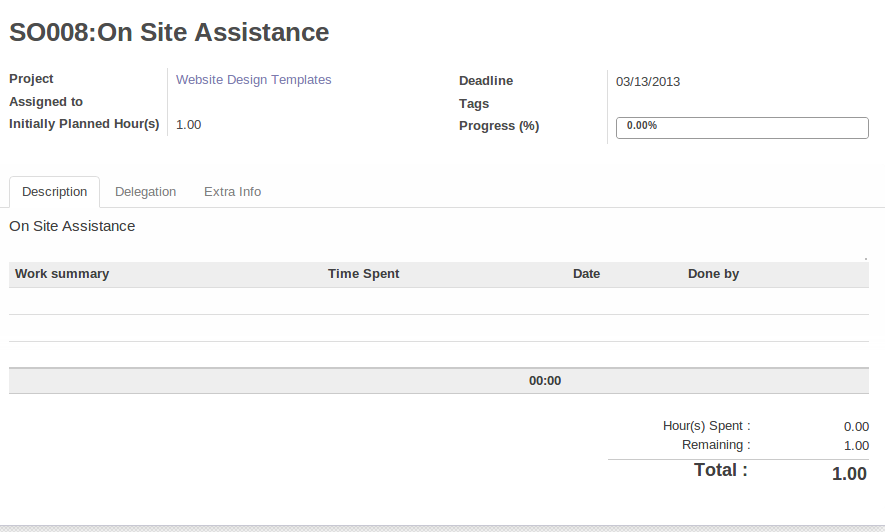 SO008:On Site Assistance
Project Website Design Templates
Assigned to
Initially Planned Hour(s) 1.00
Deadline 03/13/2013
Tags
Progress (%) 0.00%
Description Delegation Extra Info
On Site Assistance
Work summary Time Spent Date Done by
00:00
Hour(s) Spent : 0.00
Remaining : 1.00
Total : 1.00